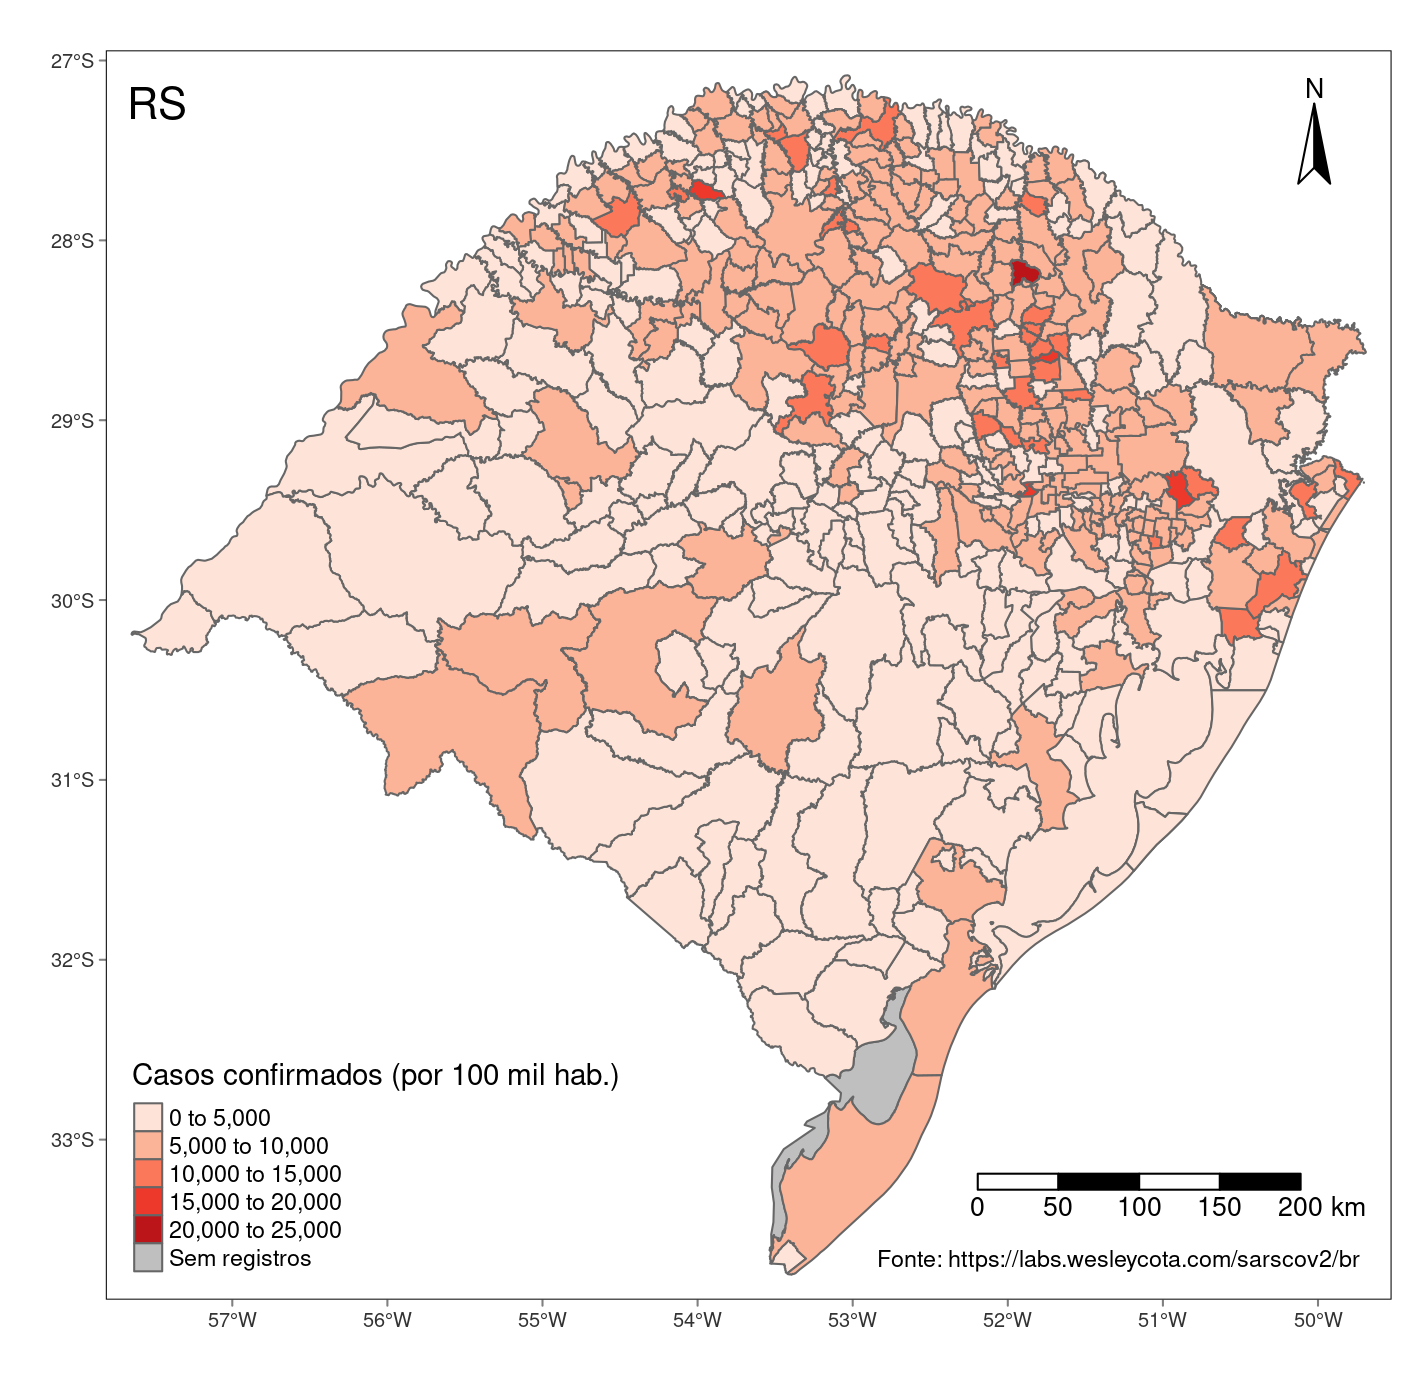 27°S
28°S
29°S
30°S
31°S
32°S
33°S
RS
N
Casos confirmados (por 100 mil hab.)
0 to 5,000
5,000 to 10,000
10,000 to 15,000
15,000 to 20,000
20,000 to 25,000
Sem registros
0 50 100 150 200 km
Fonte: https://labs.wesleycota.com/sarscov2/br
57°W 56°W 55°W 54°W 53°W 52°W 51°W 50°W